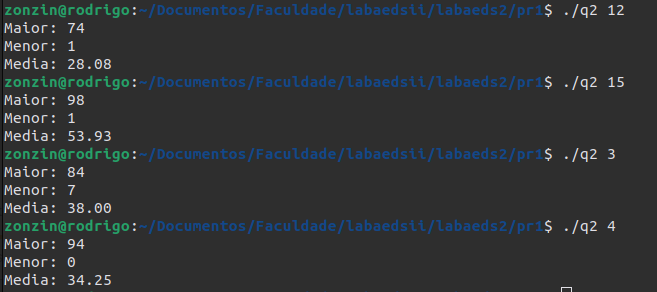 zonzin@rodrigo:~/Documentos/Faculdade/labaedsii/labaeds2/pr1$ ./q2 12
Maior: 74
Menor: 1
Media: 28.08
zonzin@rodrigo:~/Documentos/Faculdade/labaedsii/labaeds2/pr1$ ./q2 15
Maior: 98
Menor: 1
Media: 53.93
zonzin@rodrigo:~/Documentos/Faculdade/labaedsii/labaeds2/pr1$ ./q2 3
Maior: 84
Menor: 7
Media: 38.00
zonzin@rodrigo:~/Documentos/Faculdade/labaedsii/labaeds2/pr1$ ./q2 4
Maior: 94
Menor: 0
Media: 34.25